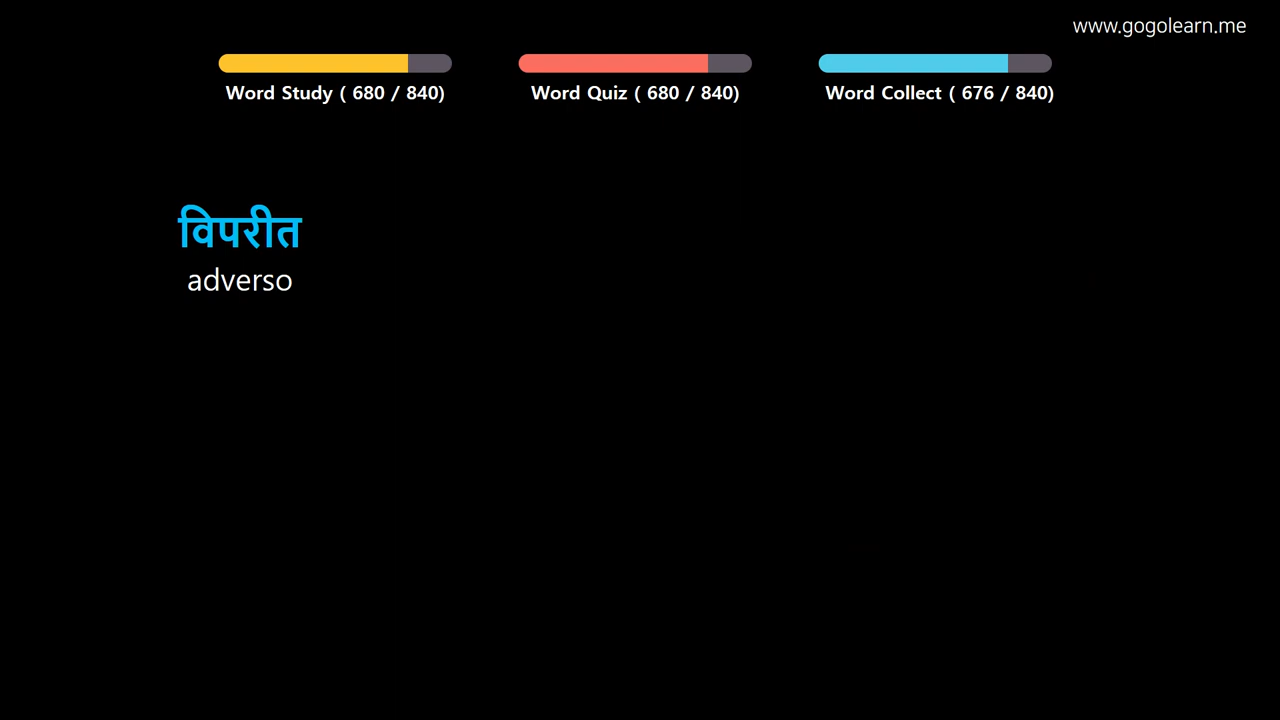 www.gogolearn.me
Word Study ( 680 / 840)
Word Quiz ( 680 / 840)
Word Collect ( 676 / 840)
विपरीत
adverso